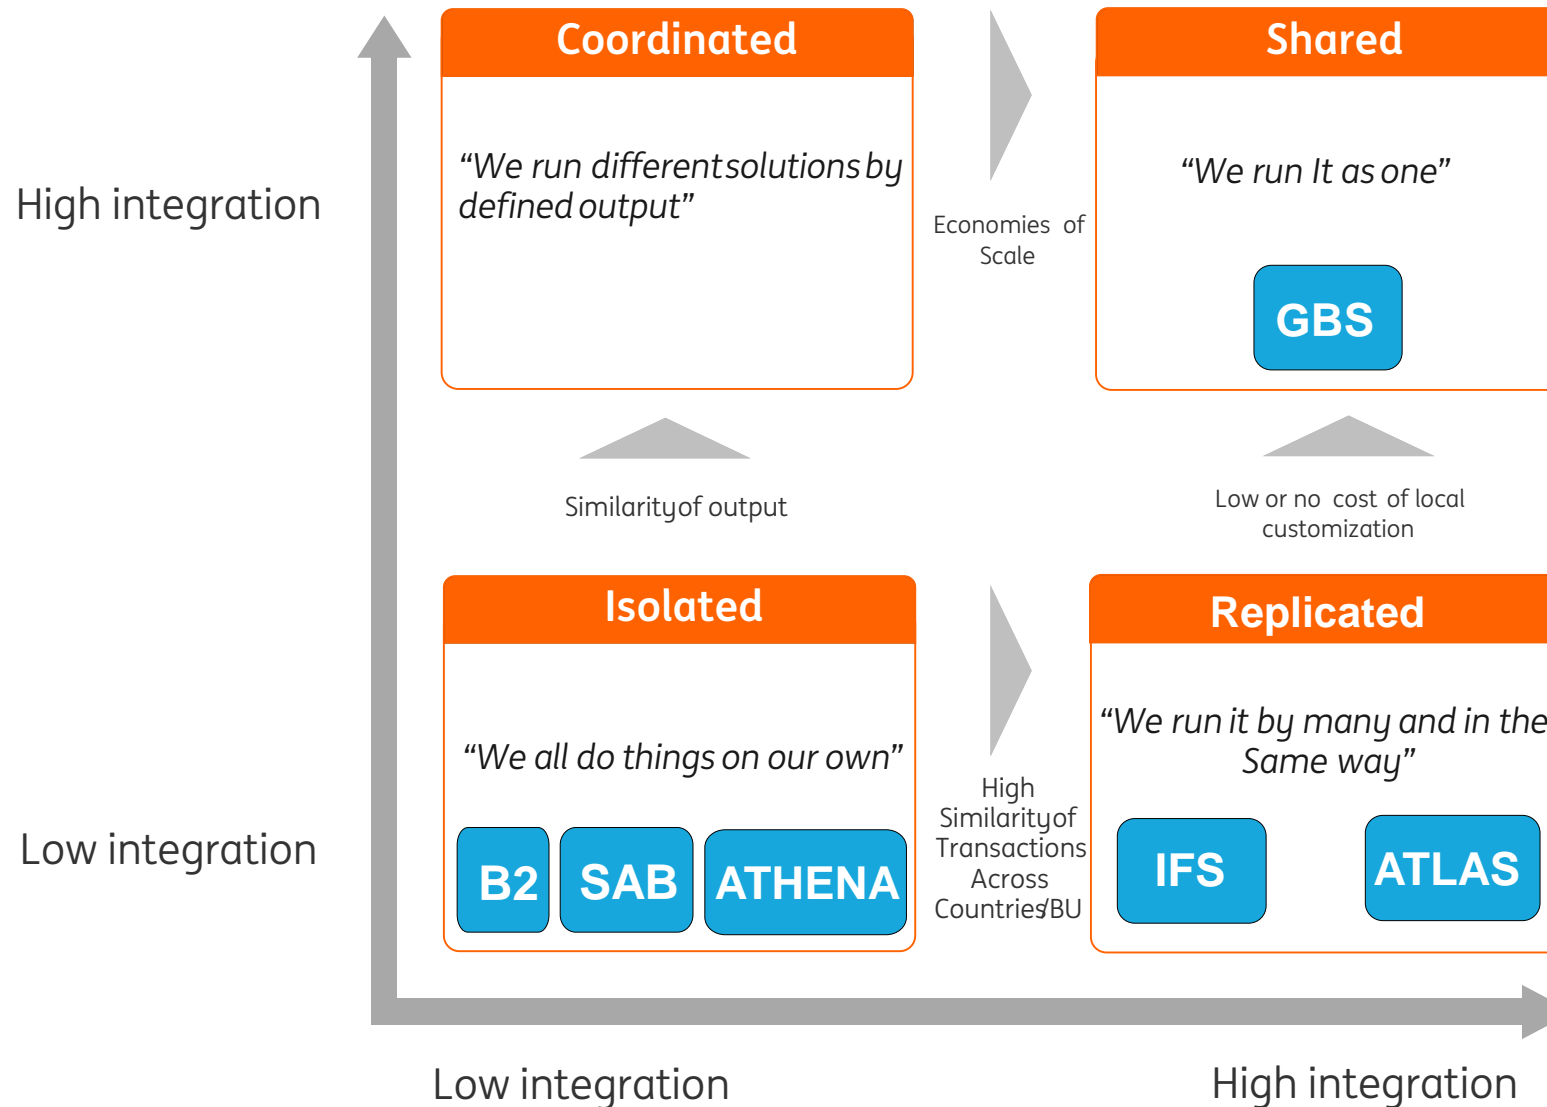 Coordinated
Shared
High integration
“We run different solutions by
defined output”
Economies of
Scale
“We run It as one”
GBS
Similarity of output
Low or no cost of local
customization
Isolated
Replicated
Low integration
“We all do things on our own”
B2
SAB
ATHENA
High
Similarity of
Transactions
Across
Countries/BU
“We run it by many and in the
Same way”
IFS
ATLAS
Low integration
High integration